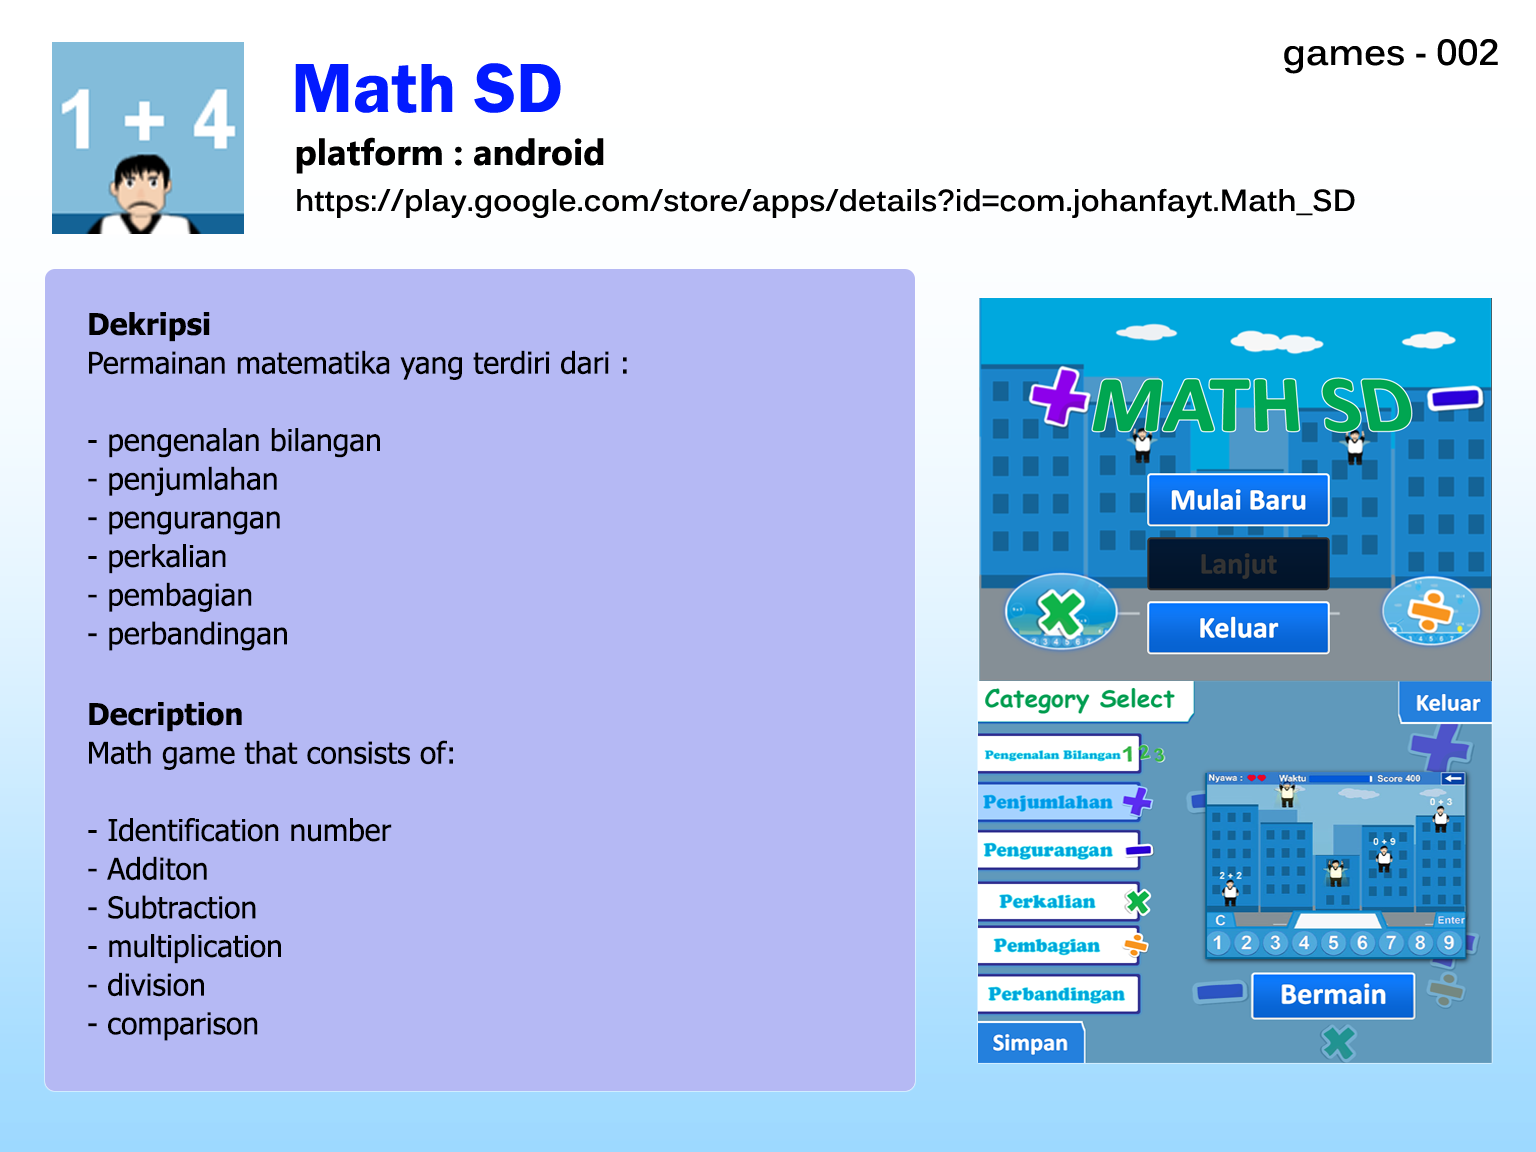 1 + 4
Math SD
games - 002
platform : android
https://play.google.com/store/apps/details?id=com.johanfayt.Math_SD
Dekripsi
Permainan matematika yang terdiri dari :
- pengenalan bilangan
- penjumlahan
- pengurangan
- perkalian
- pembagian
- perbandingan
Decription
Math game that consists of:
- Identification number
- Additon
- Subtraction
- multiplication
- division
- comparison
MATH SD
Mulai Baru
Lanjut
Keluar
Category Select
Keluar
Pengenalan Bilangan 1 2 3
Penjumlahan
Pengurangan
Perkalian
Pembagian
Perbandingan
Simpan
Nyawa : Waktu Score 400
0 + 3
0 + 9
2 + 2
C Enter
1 2 3 4 5 6 7 8 9
Bermain